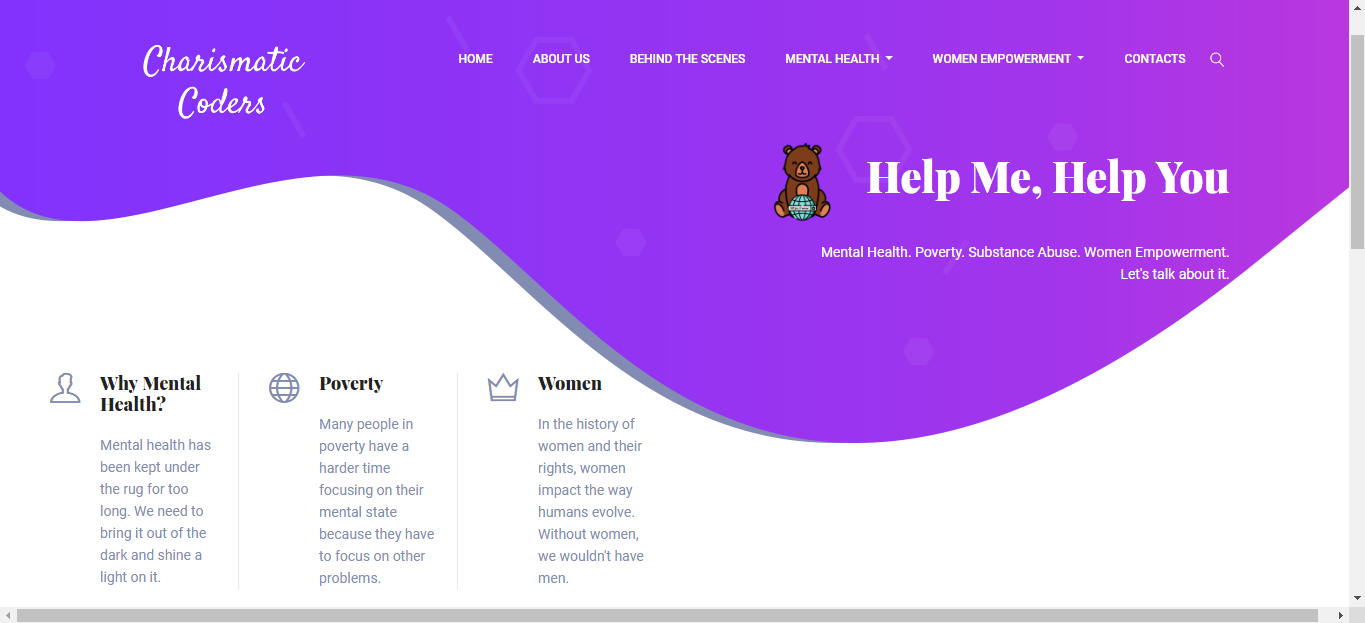 Charismatic
Coders
HOME ABOUT US BEHIND THE SCENES MENTAL HEALTH WOMEN EMPOWERMENT CONTACTS
Help Me, Help You
Mental Health. Poverty. Substance Abuse. Women Empowerment.
Let's talk about it.
Why Mental
Health?
Mental health has
been kept under
the rug for too
long. We need to
bring it out of the
dark and shine a
light on it.
Poverty
Many people in
poverty have a
harder time
focusing on their
mental state
because they have
to focus on other
problems.
Women
In the history of
women and their
rights, women
impact the way
humans evolve.
Without women,
we wouldn't have
men.